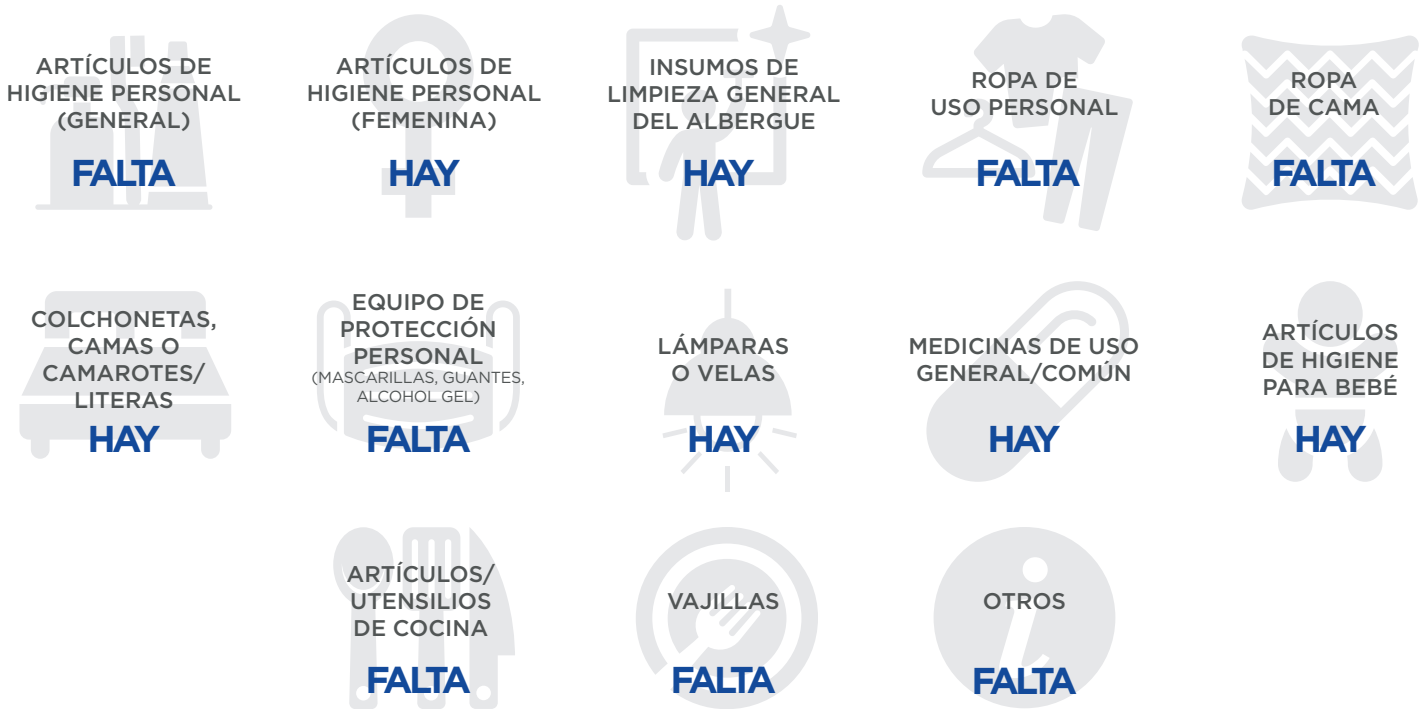 ARTÍCULOS DE
HIGIENE PERSONAL
(GENERAL)
FALTA
ARTÍCULOS DE
HIGIENE PERSONAL
(FEMENINA)
HAY
INSUMOS DE
LIMPIEZA GENERAL
DEL ALBERGUE
HAY
ROPA DE
USO PERSONAL
FALTA
ROPA
DE CAMA
FALTA
COLCHONETAS,
CAMAS O
CAMAROTES/
LITERAS
HAY
EQUIPO DE
PROTECCIÓN
PERSONAL
(MASCARILLAS, GUANTES,
ALCOHOL GEL)
FALTA
LÁMPARAS
O VELAS
HAY
MEDICINAS DE USO
GENERAL/COMÚN
HAY
ARTÍCULOS
DE HIGIENE
PARA BEBÉ
HAY
ARTÍCULOS/
UTENSILIOS
DE COCINA
FALTA
VAJILLAS
FALTA
OTROS
FALTA